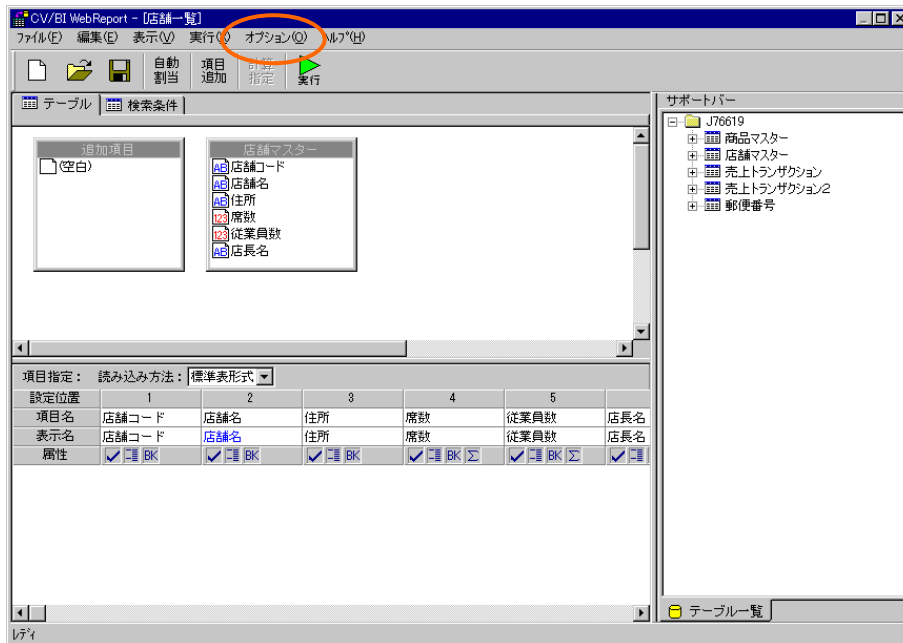 CV/BI WebReport - [店舗一覧]
ファイル(F) 編集(E) 表示(V) 実行( オプション(O) ヘルプ(H)
自動割当 項目追加 計算指定 実行
テーブル 検索条件
追加項目
(空白)
店舗マスター
AB 店舗コード
AB 店舗名
AB 住所
123 席数
123 従業員数
AB 店長名
項目指定: 読み込み方法: 標準表形式
設定位置 1 2 3 4 5
項目名 店舗コード 店舗名 住所 席数 従業員数 店長名
表示名 店舗コード 店舗名 住所 席数 従業員数 店長名
属性 BK BK BK BK Σ BK Σ
サポートバー
J76619
商品マスター
店舗マスター
売上トランザクション
売上トランザクション2
郵便番号
テーブル一覧
レディ